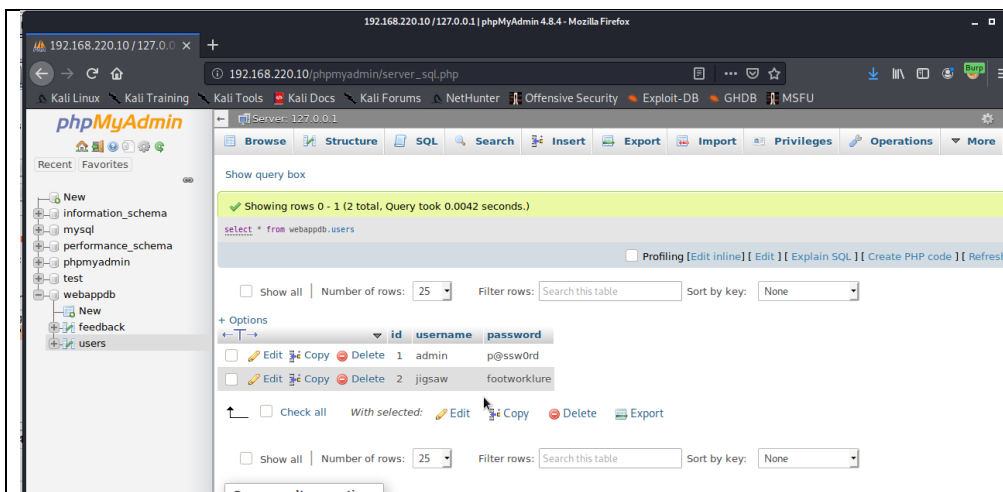 192.168.220.10 / 127.0.0.1 | phpMyAdmin 4.8.4 - Mozilla Firefox
192.168.220.10 / 127.0.0
192.168.220.10/phpmyadmin/server_sql.php
Burp
Kali Linux Kali Training Kali Tools Kali Docs Kali Forums NetHunter Offensive Security Exploit-DB GHDB MSFU
phpMyAdmin
Recent Favorites
New
information_schema
mysql
performance_schema
phpmyadmin
test
webappdb
New
feedback
users
Server: 127.0.0.1
Browse Structure SQL Search Insert Export Import Privileges Operations More
Show query box
Showing rows 0 - 1 (2 total, Query took 0.0042 seconds.)
select * from webappdb.users
Profiling [Edit inline] [ Edit ] [ Explain SQL ] [ Create PHP code ] [ Refres
Show all | Number of rows: 25 Filter rows: Search this table Sort by key: None
+ Options
←T→ id username password
Edit Copy Delete 1 admin p@ssw0rd
Edit Copy Delete 2 jigsaw footworklure
Check all With selected: Edit Copy Delete Export
Show all | Number of rows: 25 Filter rows: Search this table Sort by key: None